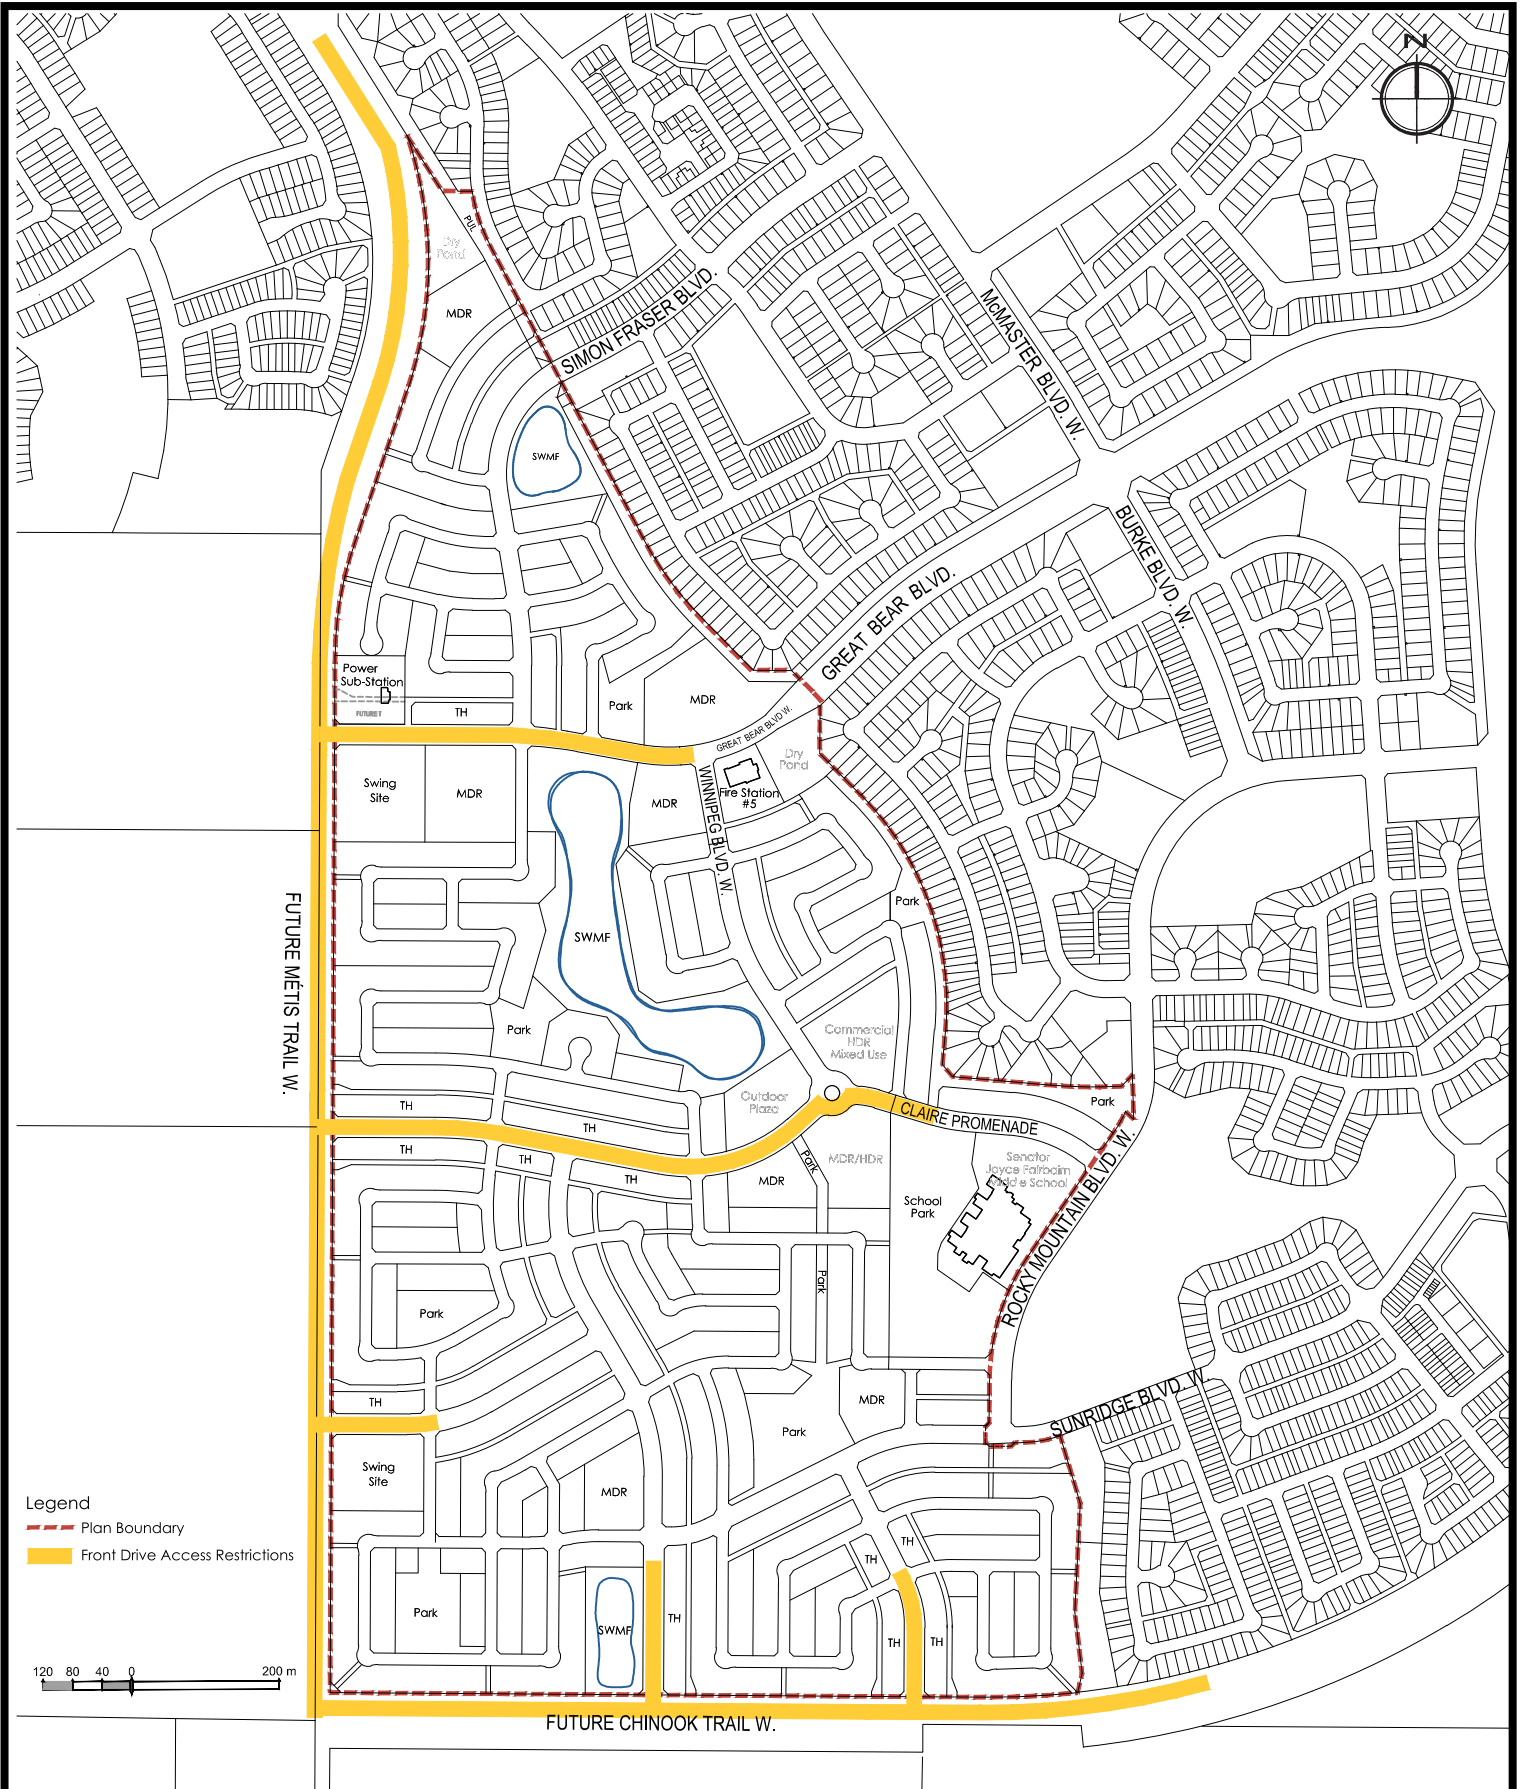 N
PUL
Dry
Pond
MDR
SIMON FRASER BLVD.
McMASTER BLVD. W.
SWMF
BURKE BLVD. W.
GREAT BEAR BLVD.
Power
Sub-Station
FUTURE T
TH
Park
MDR
GREAT BEAR BLVD W.
Dry
Pond
Swing
Site
MDR
MDR
WINNIPEG BLVD. W.
Fire Station
#5
Park
FUTURE MÉTIS TRAIL W.
SWMF
Park
Commercial
HDR
Mixed Use
Outdoor
Plaza
TH
TH
CLAIRE PROMENADE
Park
TH
TH
TH
MDR
Park
MDR/HDR
Senator
Joyce Fairbairn
Middle School
School
Park
ROCKY MOUNTAIN BLVD. W.
Park
Park
TH
MDR
Park
SUNRIDGE BLVD. W.
Swing
Site
MDR
Legend
Plan Boundary
Front Drive Access Restrictions
TH
TH
Park
SWMF
TH
TH
TH
120 80 40 0 200 m
FUTURE CHINOOK TRAIL W.